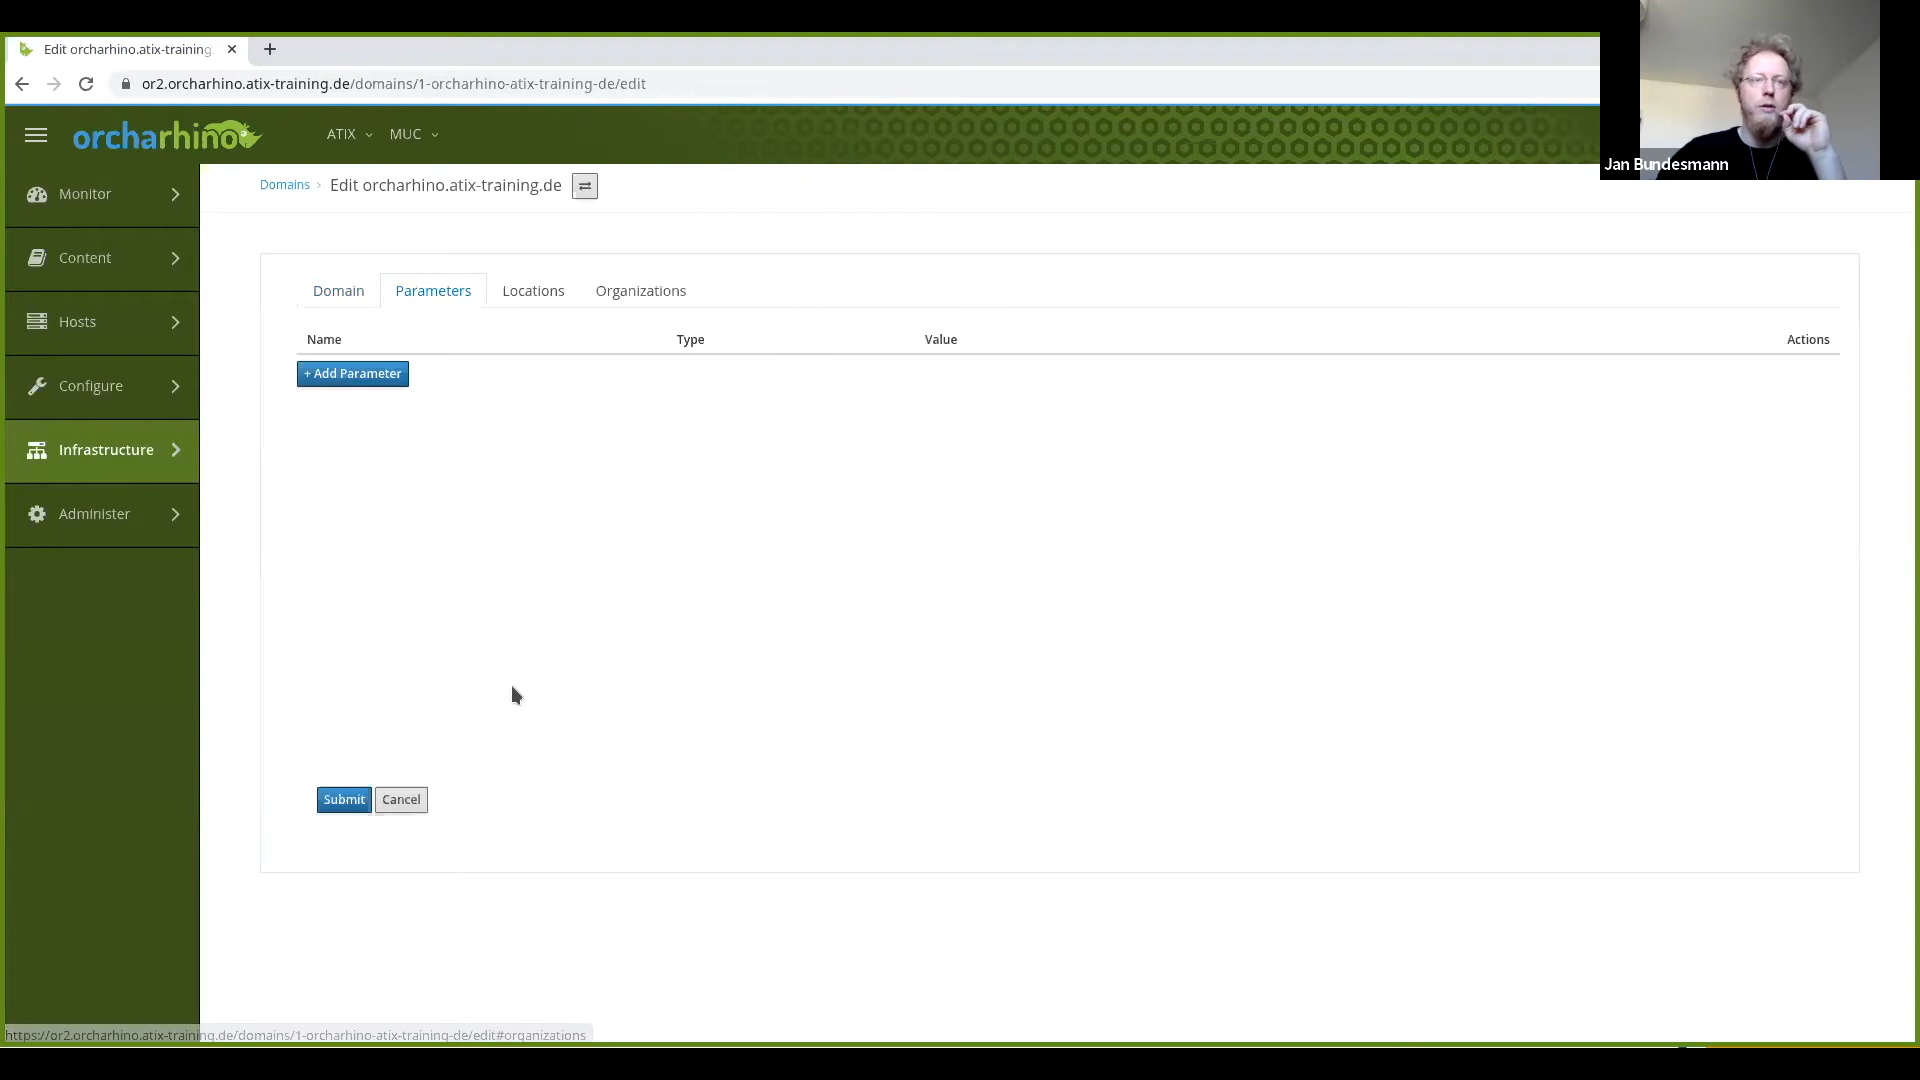 Edit orcharhino.atix-training
or2.orcharhino.atix-training.de/domains/1-orcharhino-atix-training-de/edit
orcharhino
ATIX
MUC
Jan Bundesmann
Monitor
Content
Hosts
Configure
Infrastructure
Administer
Domains › Edit orcharhino.atix-training.de
Domain Parameters Locations Organizations
Name Type Value Actions
+ Add Parameter
Submit Cancel
https://or2.orcharhino.atix-training.de/domains/1-orcharhino-atix-training-de/edit#organizations